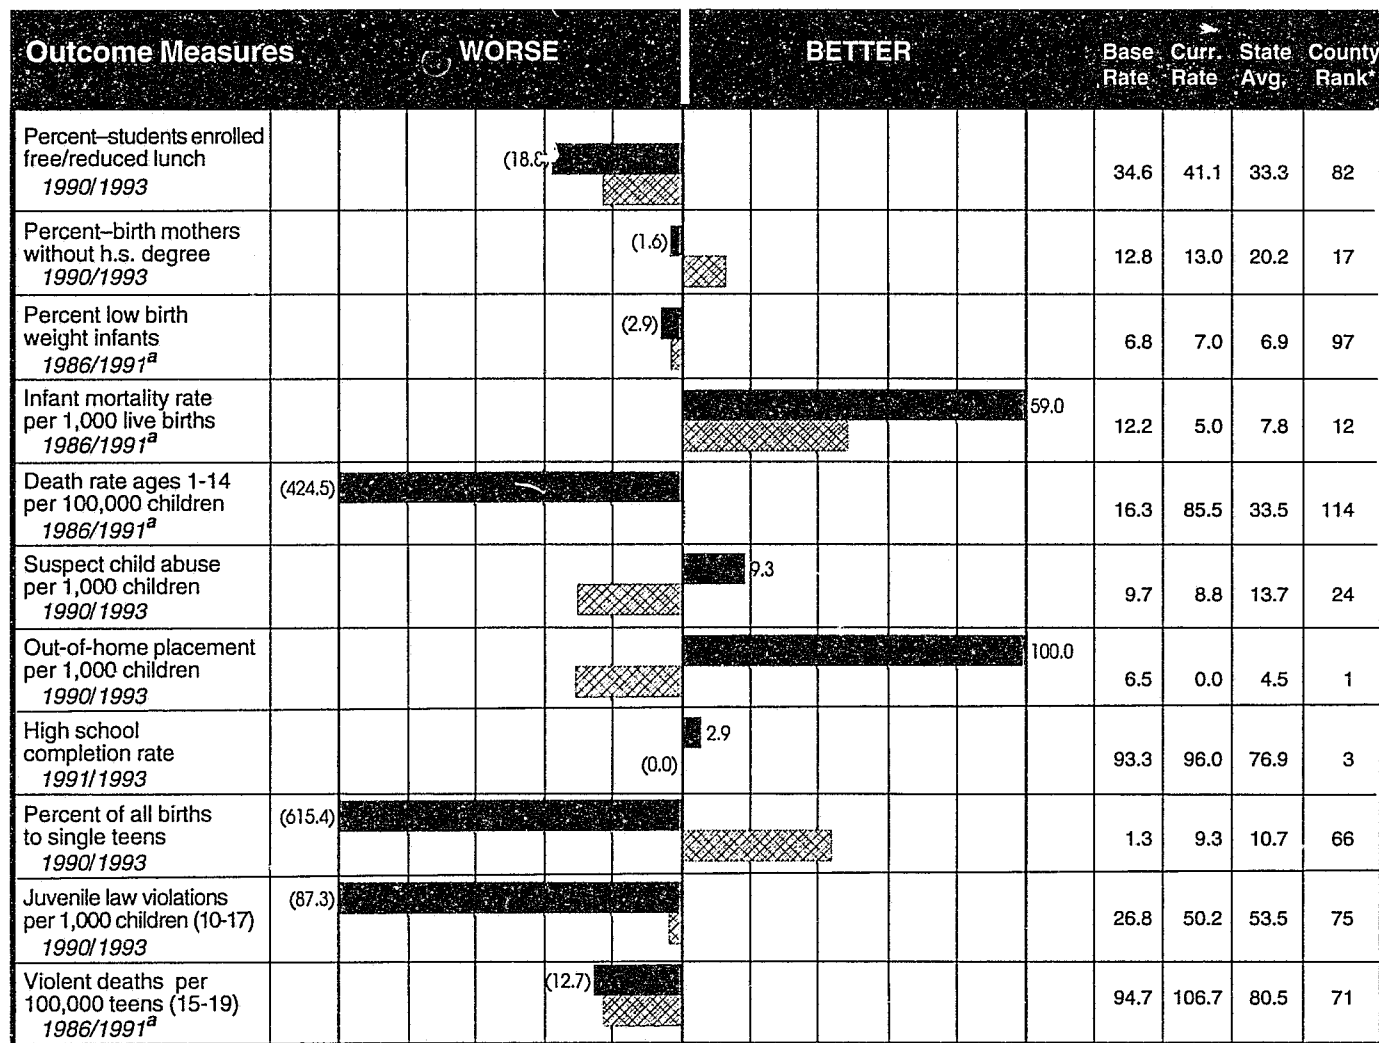 Outcome Measures WORSE BETTER Base Curr. State County
Rate Rate Avg. Rank*
Percent–students enrolled
free/reduced lunch
1990/1993
(18.8) 34.6 41.1 33.3 82
Percent–birth mothers
without h.s. degree
1990/1993
(1.6) 12.8 13.0 20.2 17
Percent low birth
weight infants
1986/1991a
(2.9) 6.8 7.0 6.9 97
Infant mortality rate
per 1,000 live births
1986/1991a
59.0 12.2 5.0 7.8 12
Death rate ages 1-14
per 100,000 children
1986/1991a
(424.5) 16.3 85.5 33.5 114
Suspect child abuse
per 1,000 children
1990/1993
9.3 9.7 8.8 13.7 24
Out-of-home placement
per 1,000 children
1990/1993
100.0 6.5 0.0 4.5 1
High school
completion rate
1991/1993
2.9
(0.0) 93.3 96.0 76.9 3
Percent of all births
to single teens
1990/1993
(615.4) 1.3 9.3 10.7 66
Juvenile law violations
per 1,000 children (10-17)
1990/1993
(87.3) 26.8 50.2 53.5 75
Violent deaths per
100,000 teens (15-19)
1986/1991a
(12.7) 94.7 106.7 80.5 71